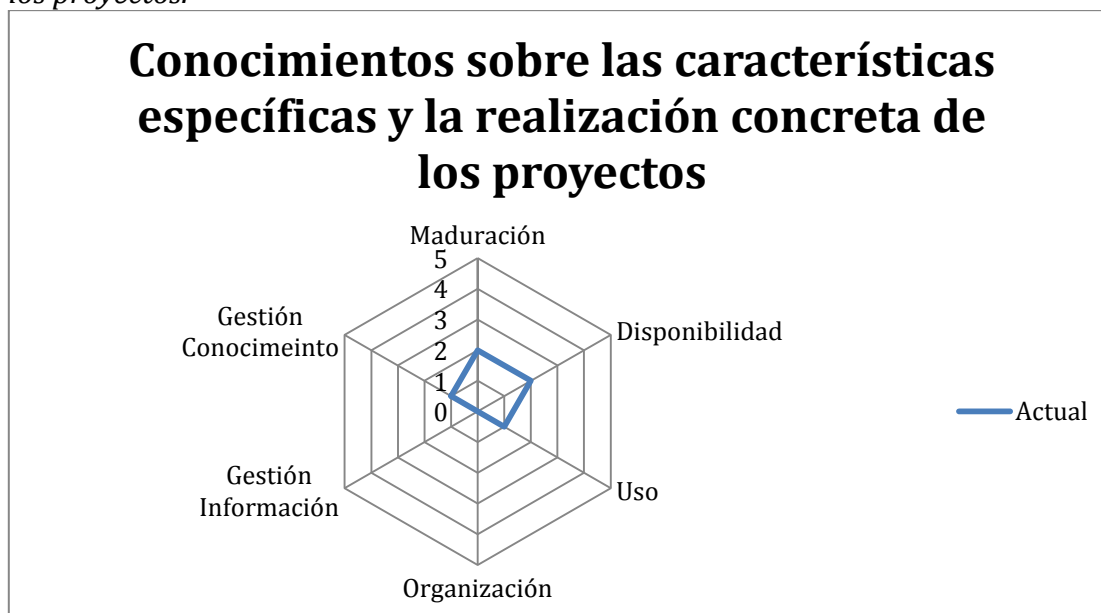 los proyectos.
Conocimientos sobre las características
específicas y la realización concreta de
los proyectos
Maduración
5
4
3
2
1
0
Gestión
Conocimeinto
Disponibilidad
Actual
Gestión
Información
Uso
Organización